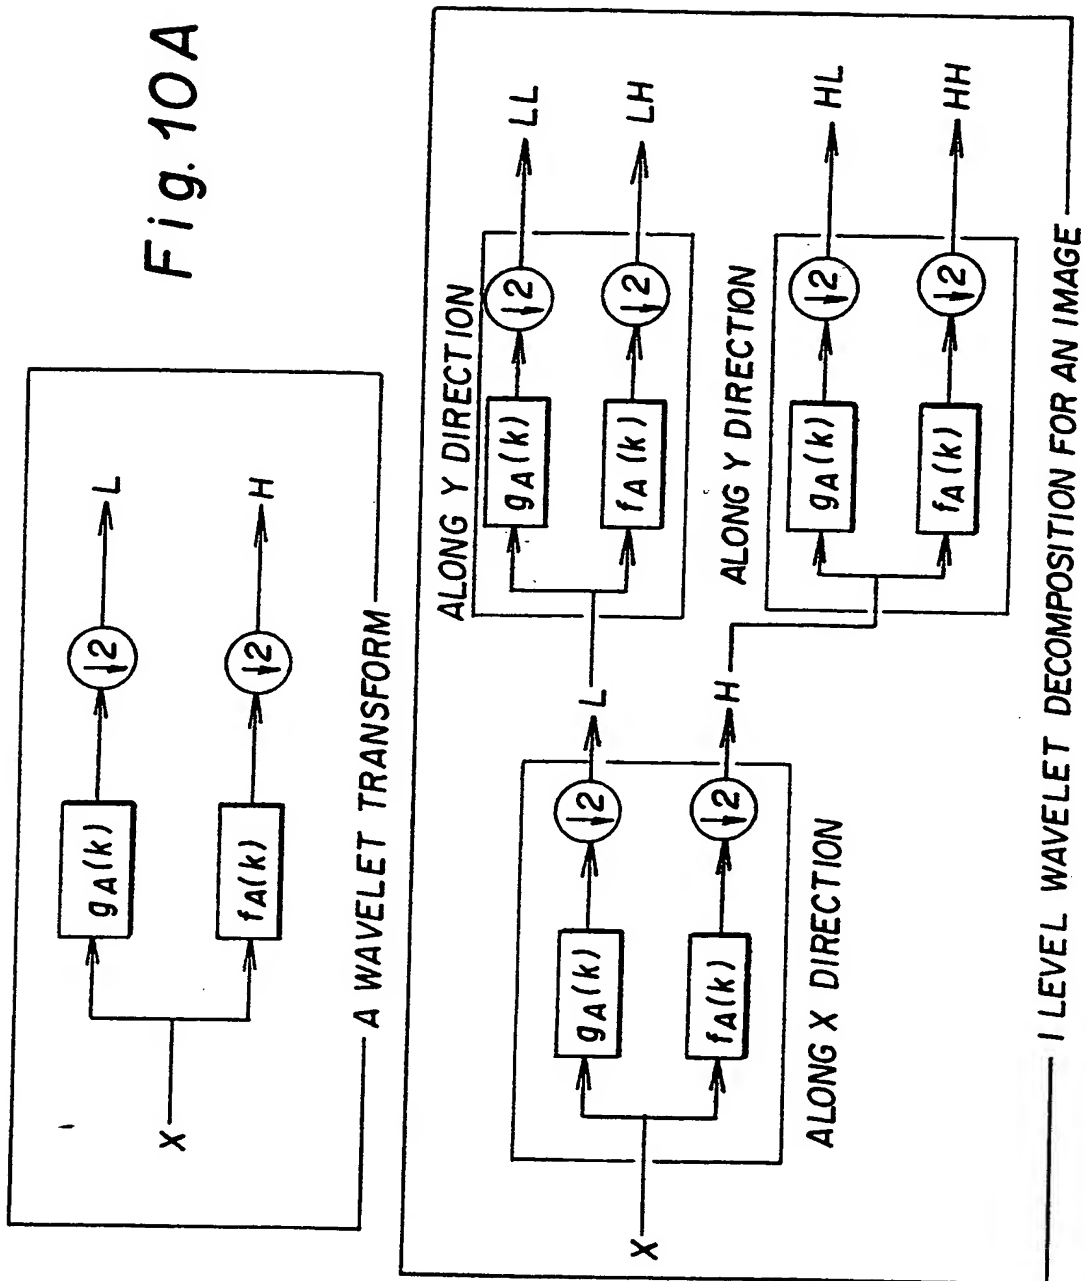 Fig. 10A
X
gA(k)
↓2
L
fA(k)
↓2
H
A WAVELET TRANSFORM
X
gA(k)
↓2
L
fA(k)
↓2
H
ALONG X DIRECTION
ALONG Y DIRECTION
gA(k)
↓2
LL
fA(k)
↓2
LH
ALONG Y DIRECTION
gA(k)
↓2
HL
fA(k)
↓2
HH
1 LEVEL WAVELET DECOMPOSITION FOR AN IMAGE